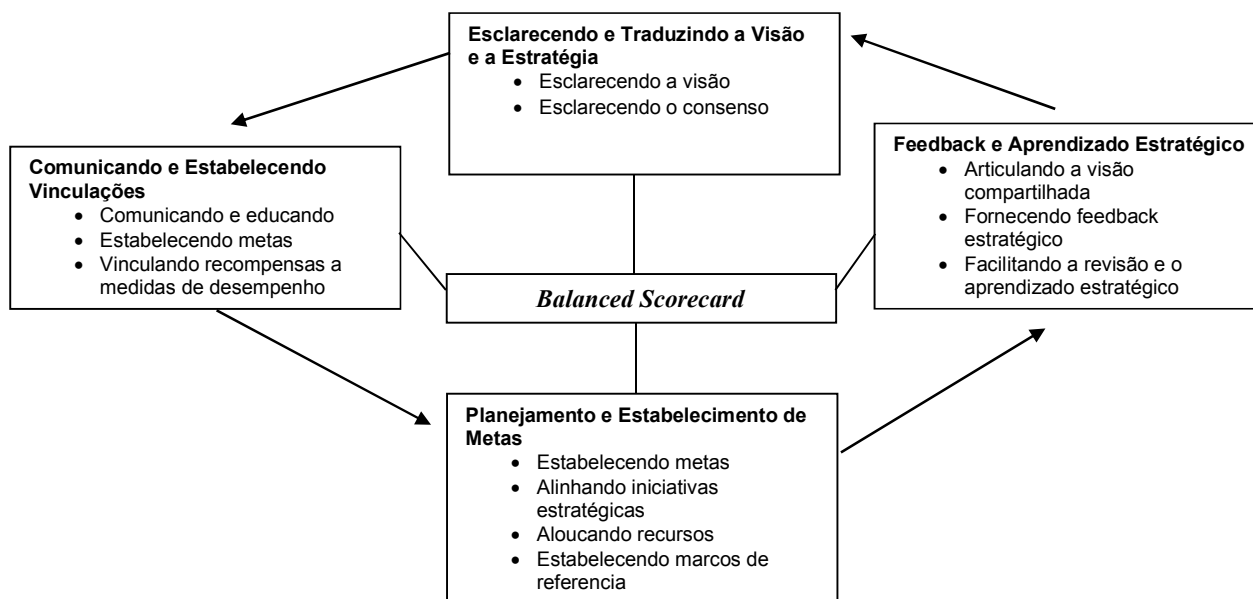 Esclarecendo e Traduzindo a Visão
e a Estratégia
• Esclarecendo a visão
• Esclarecendo o consenso
Comunicando e Estabelecendo
Vinculações
• Comunicando e educando
• Estabelecendo metas
• Vinculando recompensas a
medidas de desempenho
Feedback e Aprendizado Estratégico
• Articulando a visão
compartilhada
• Fornecendo feedback
estratégico
• Facilitando a revisão e o
aprendizado estratégico
Balanced Scorecard
Planejamento e Estabelecimento de
Metas
• Estabelecendo metas
• Alinhando iniciativas
estratégicas
• Aloucando recursos
• Estabelecendo marcos de
referencia